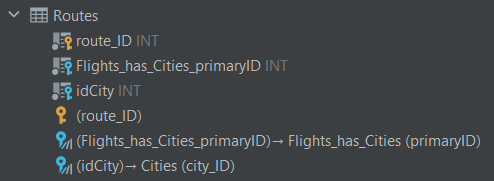 Routes
route_ID INT
Flights_has_Cities_primaryID INT
idCity INT
(route_ID)
(Flights_has_Cities_primaryID)→ Flights_has_Cities (primaryID)
(idCity)→ Cities (city_ID)